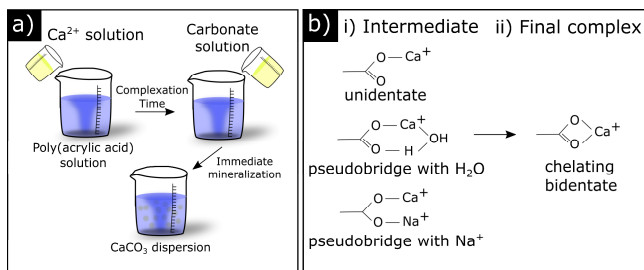 a)
Ca²⁺ solution
Carbonate
solution
Complexation
Time
Poly(acrylic acid)
solution
Immediate
mineralization
CaCO₃ dispersion
b)
i) Intermediate
ii) Final complex
O—Ca⁺
O
unidentate
O—Ca⁺
OH
O—H
pseudobridge with H₂O
O—Ca⁺
O—Na⁺
pseudobridge with Na⁺
O
Ca⁺
O
chelating
bidentate